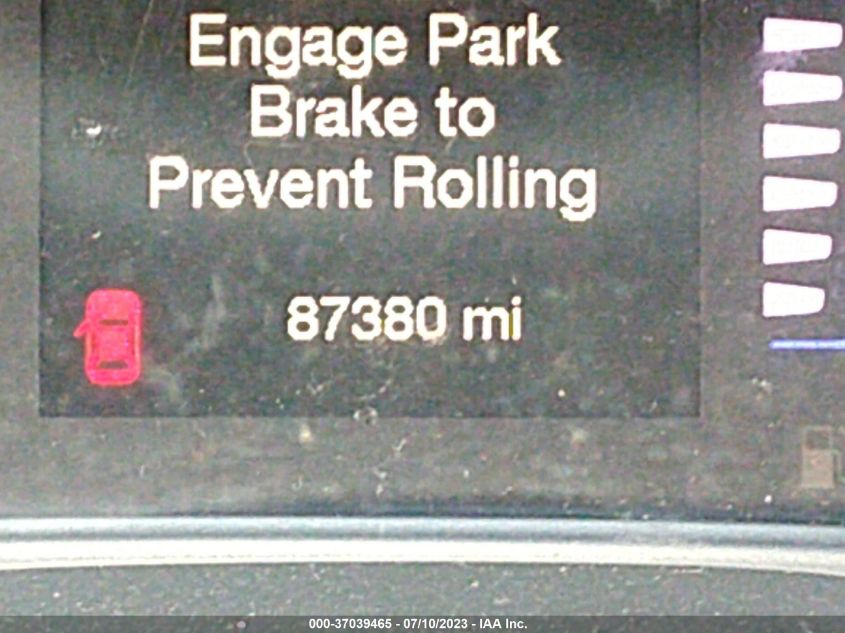 Engage Park
Brake to
Prevent Rolling
87380 mi
000-37039465 - 07/10/2023 - IAA Inc.